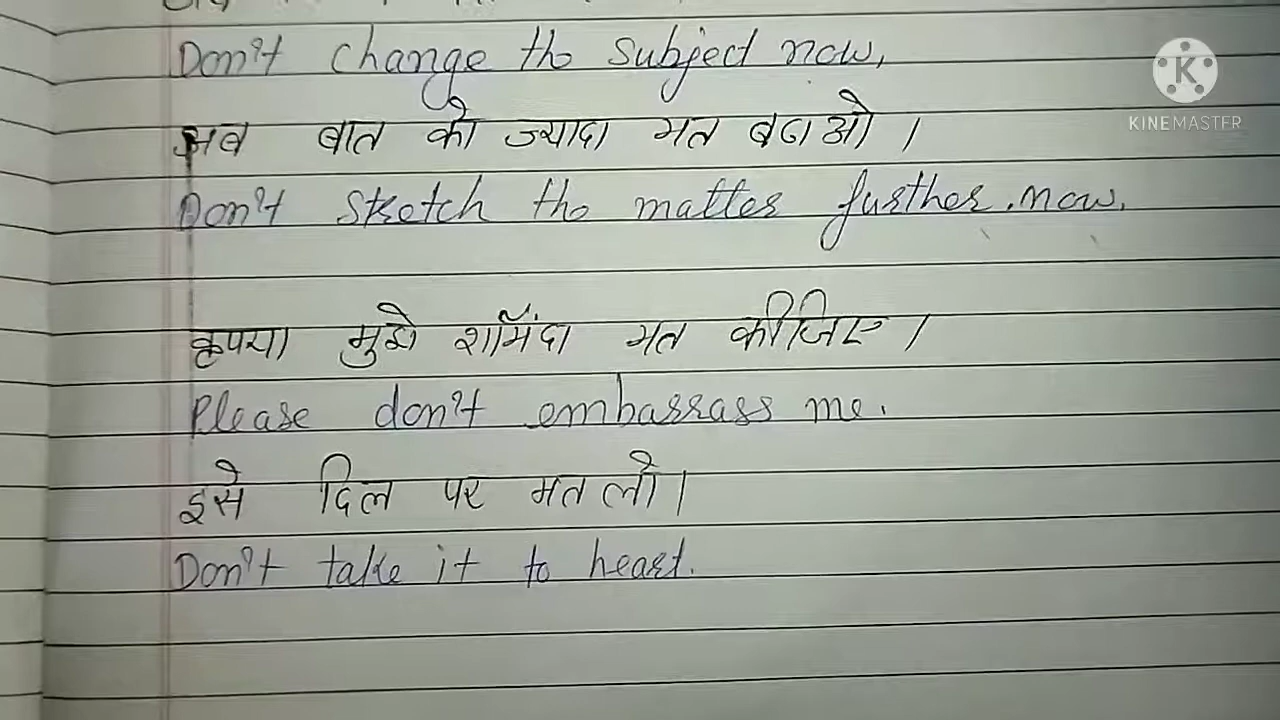 Don't change the subject now,
अब बात को ज्यादा मत बढाओ।
Don't stretch the matter further now.
कृपया मुझे शर्मिंदा मत कीजिए।
Please don't embarrass me.
इसे दिल पर मत लो।
Don't take it to heart.
KINEMASTER